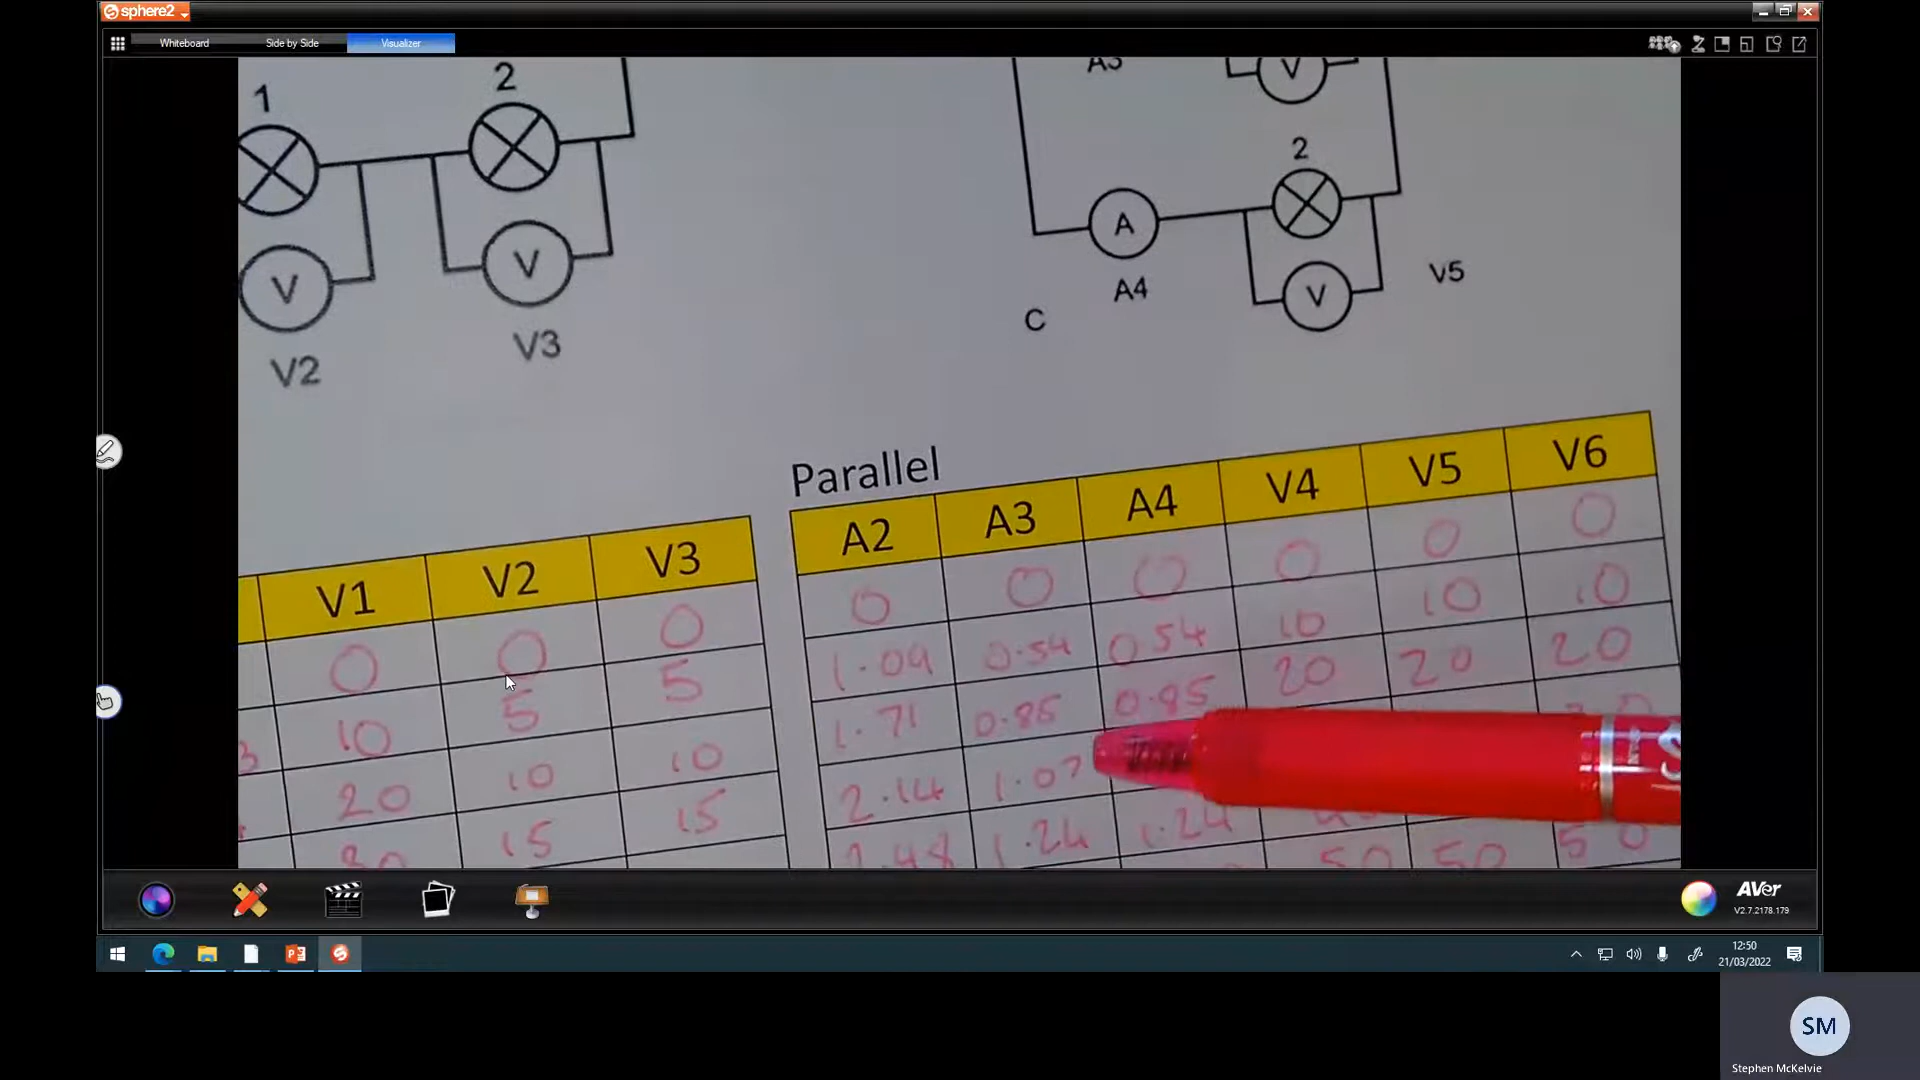 sphere2
Whiteboard
Side by Side
Visualizer
1
2
V
V
V2
V3
V
2
A
V
A4
V5
C
Parallel
V1 V2 V3
0 0 0
10 5 5
20 10 10
15 15
A2 A3 A4 V4 V5 V6
0 0 0 0 0 0
1.09 0.54 0.54 10 10 10
1.71 0.85 0.85 20 20 20
2.14 1.07
1.24 1.24 50 50 50
AVer
V2.7.2178.179
12:50
21/03/2022
SM
Stephen McKelvie